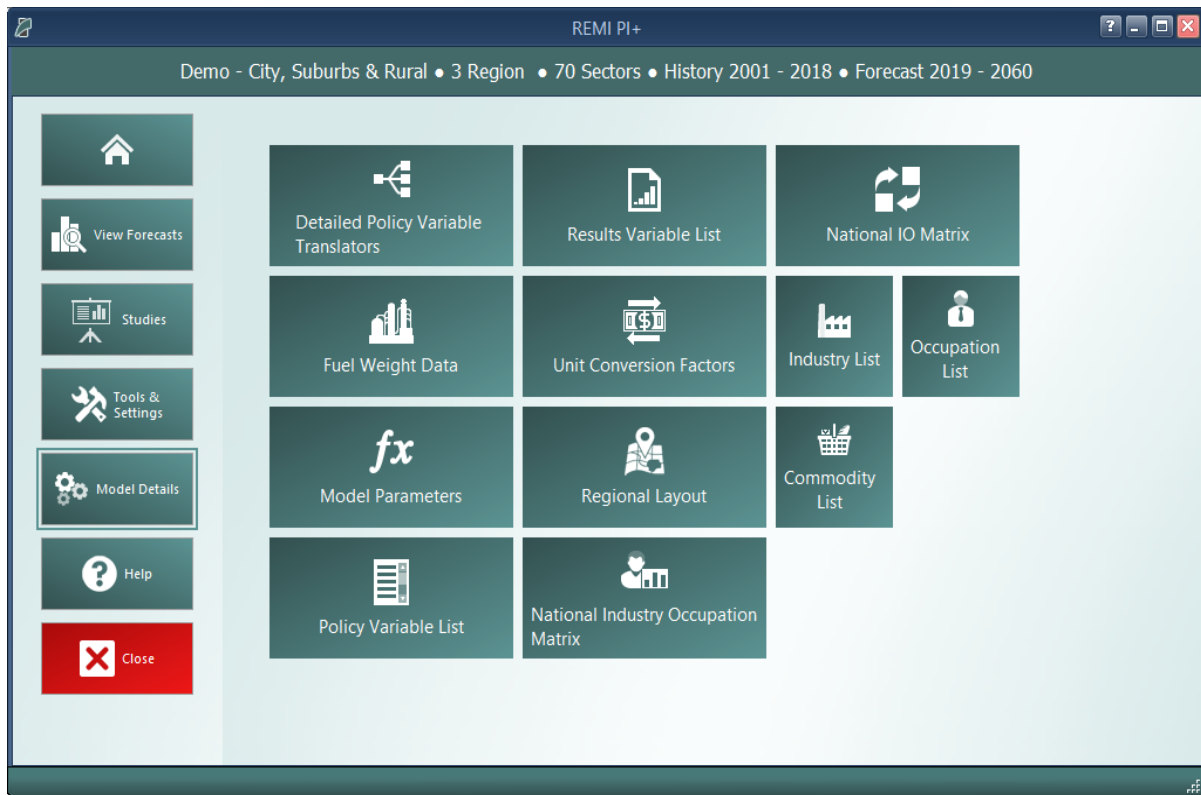 REMI PI+
Demo - City, Suburbs & Rural ● 3 Region ● 70 Sectors ● History 2001 - 2018 ● Forecast 2019 - 2060
View Forecasts
Studies
Tools &
Settings
Model Details
Help
Close
Detailed Policy Variable
Translators
Results Variable List
National IO Matrix
Fuel Weight Data
Unit Conversion Factors
Industry List
Occupation
List
fx
Model Parameters
Regional Layout
Commodity
List
Policy Variable List
National Industry Occupation
Matrix